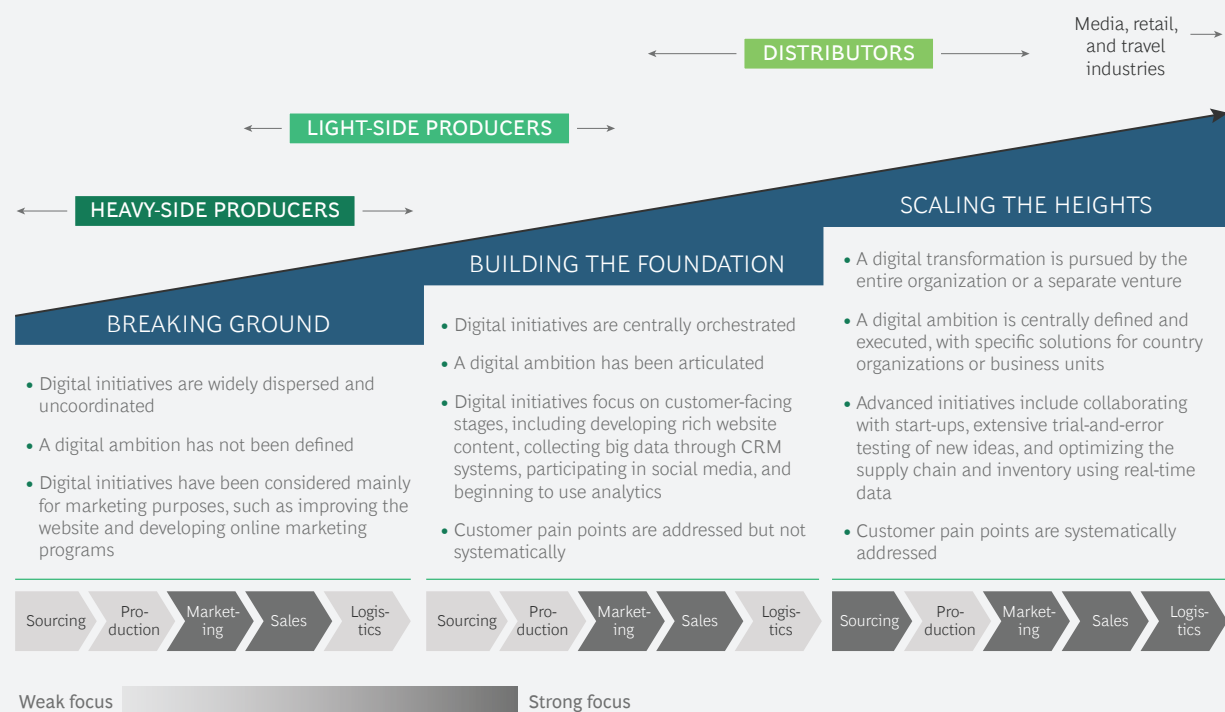 Media, retail,
and travel
industries
DISTRIBUTORS
LIGHT-SIDE PRODUCERS
HEAVY-SIDE PRODUCERS
BREAKING GROUND
• Digital initiatives are widely dispersed and
uncoordinated
• A digital ambition has not been defined
• Digital initiatives have been considered mainly
for marketing purposes, such as improving the
website and developing online marketing
programs
Sourcing
Pro-
duction
Market-
ing
Sales
Logis-
tics
BUILDING THE FOUNDATION
• Digital initiatives are centrally orchestrated
• A digital ambition has been articulated
• Digital initiatives focus on customer-facing
stages, including developing rich website
content, collecting big data through CRM
systems, participating in social media, and
beginning to use analytics
• Customer pain points are addressed but not
systematically
Sourcing
Pro-
duction
Market-
ing
Sales
Logis-
tics
SCALING THE HEIGHTS
• A digital transformation is pursued by the
entire organization or a separate venture
• A digital ambition is centrally defined and
executed, with specific solutions for country
organizations or business units
• Advanced initiatives include collaborating
with start-ups, extensive trial-and-error
testing of new ideas, and optimizing the
supply chain and inventory using real-time
data
• Customer pain points are systematically
addressed
Sourcing
Pro-
duction
Market-
ing
Sales
Logis-
tics
Weak focus
Strong focus